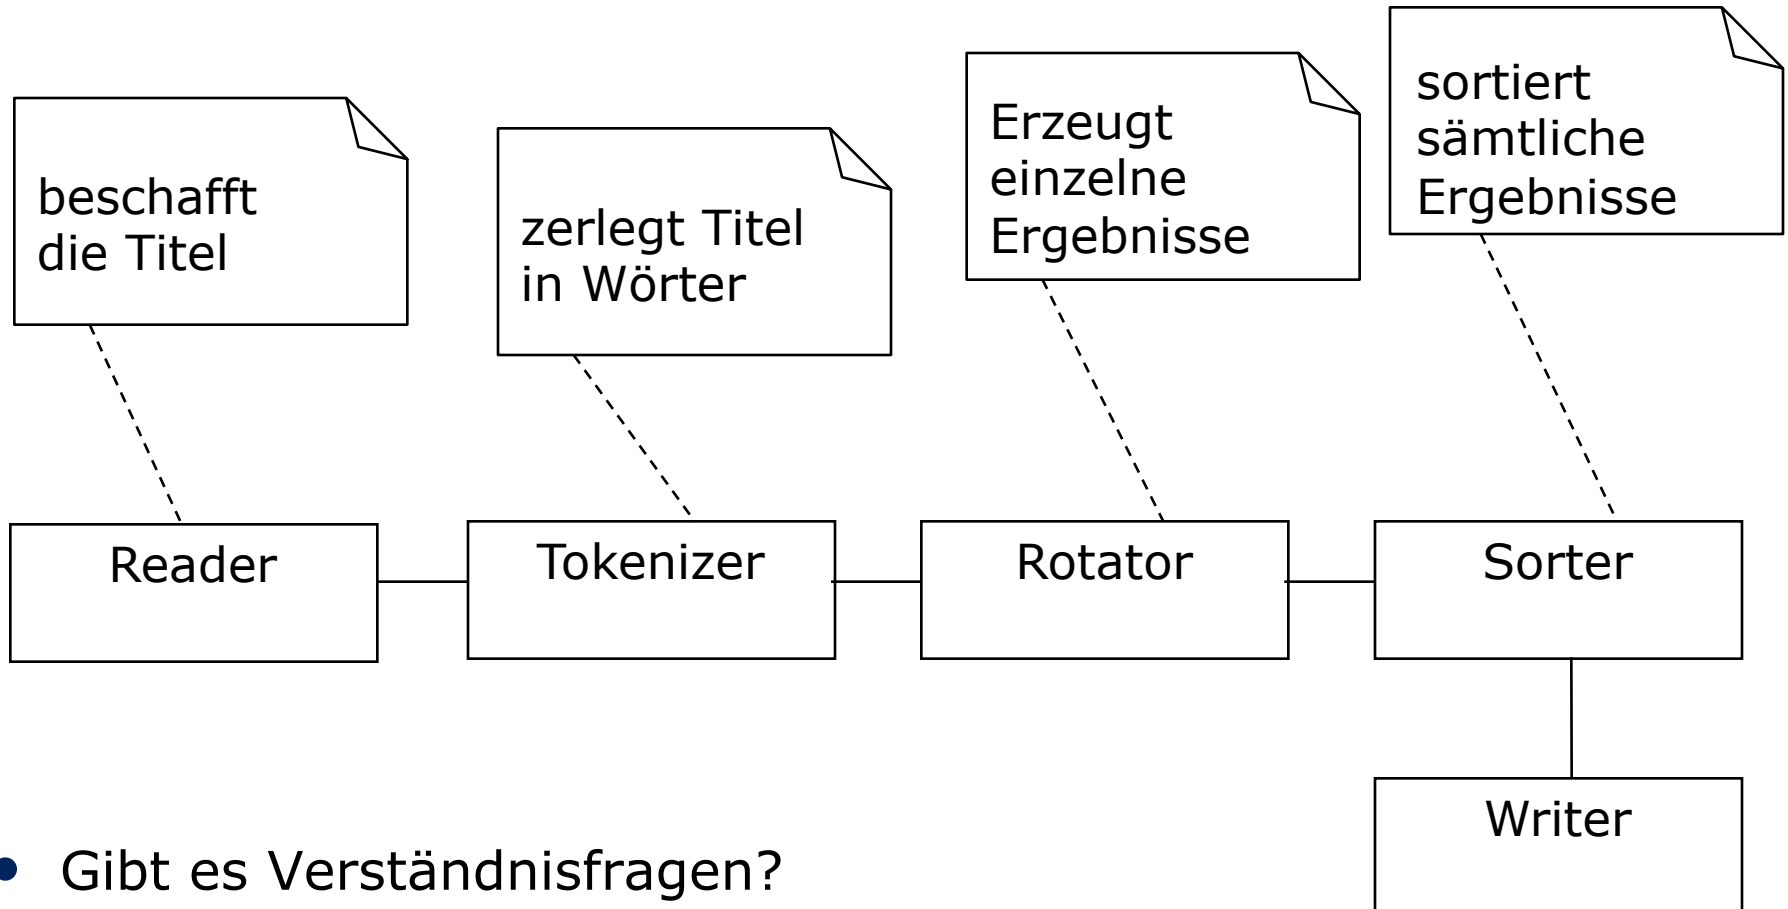 beschafft
die Titel
zerlegt Titel
in Wörter
Erzeugt
einzelne
Ergebnisse
sortiert
sämtliche
Ergebnisse
Reader
Tokenizer
Rotator
Sorter
Writer
• Gibt es Verständnisfragen?